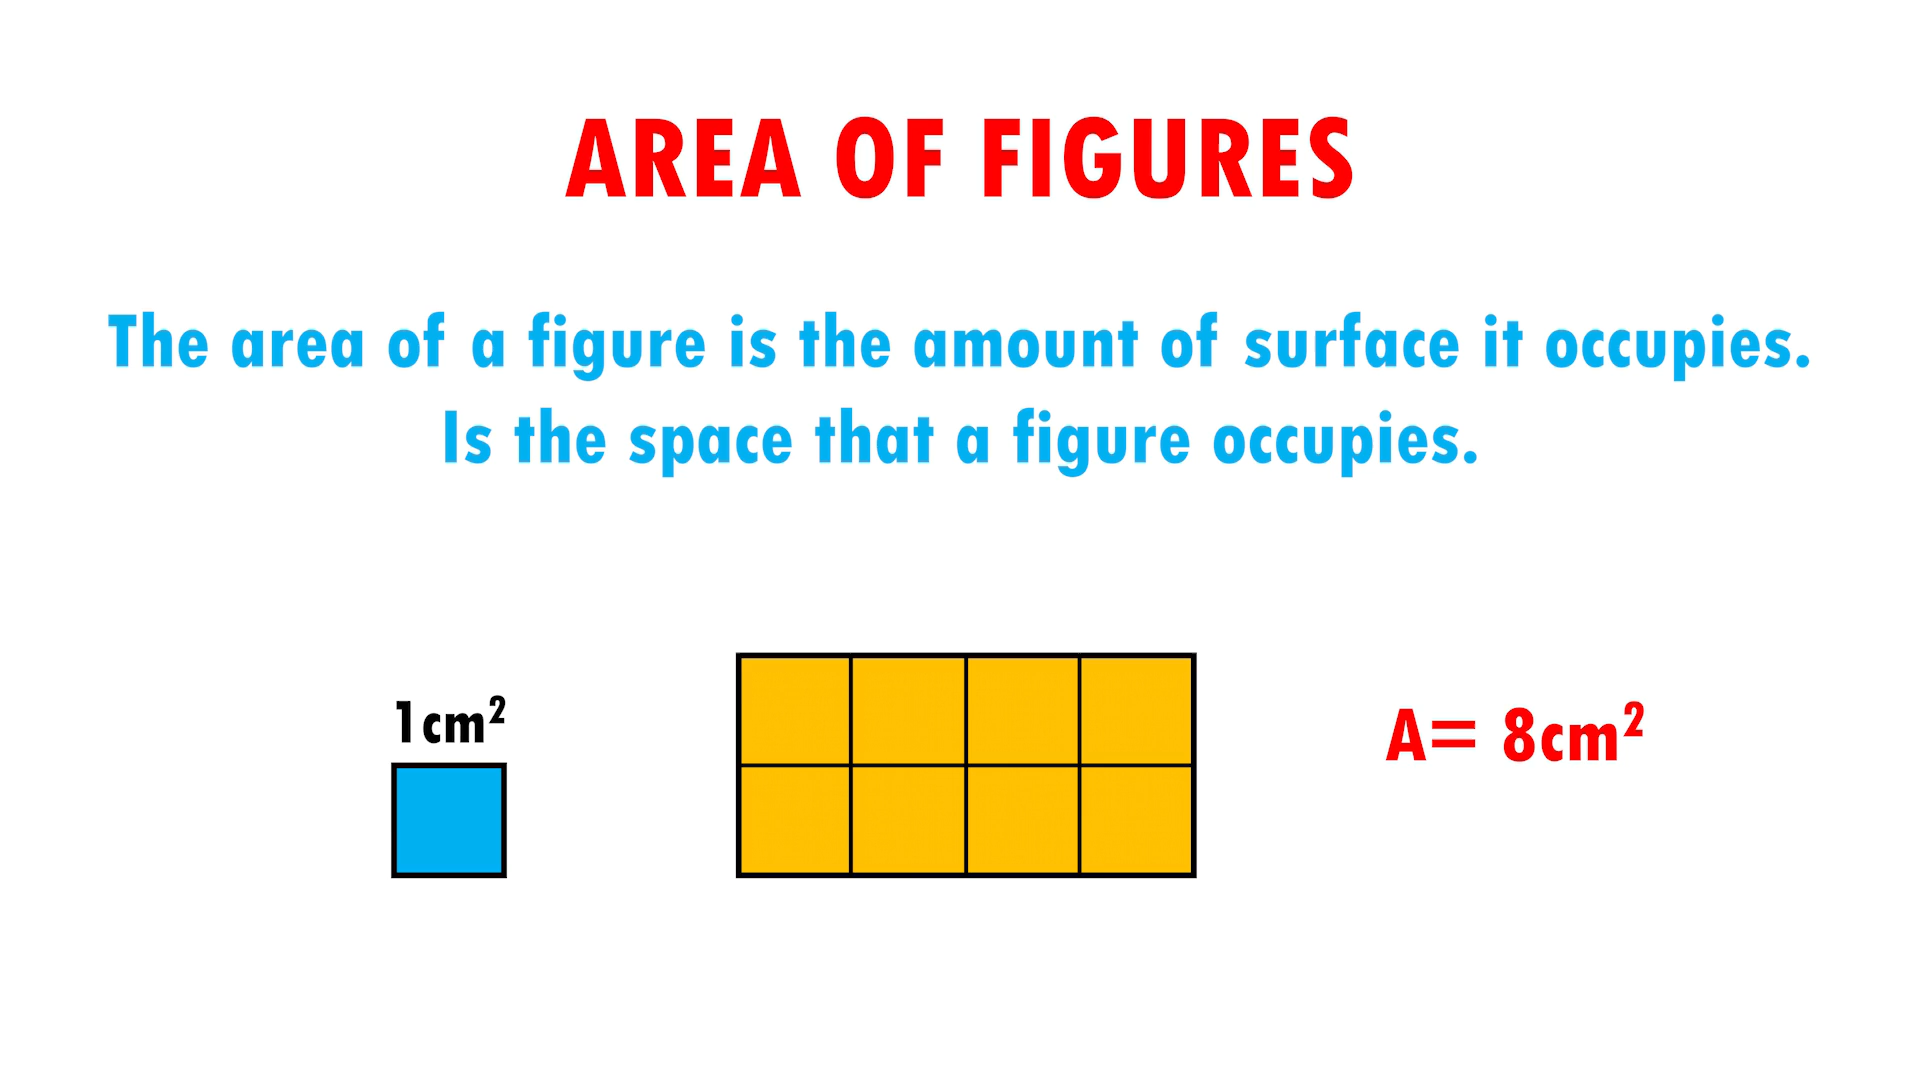 AREA OF FIGURES
The area of a figure is the amount of surface it occupies.
Is the space that a figure occupies.
1cm²
A= 8cm²